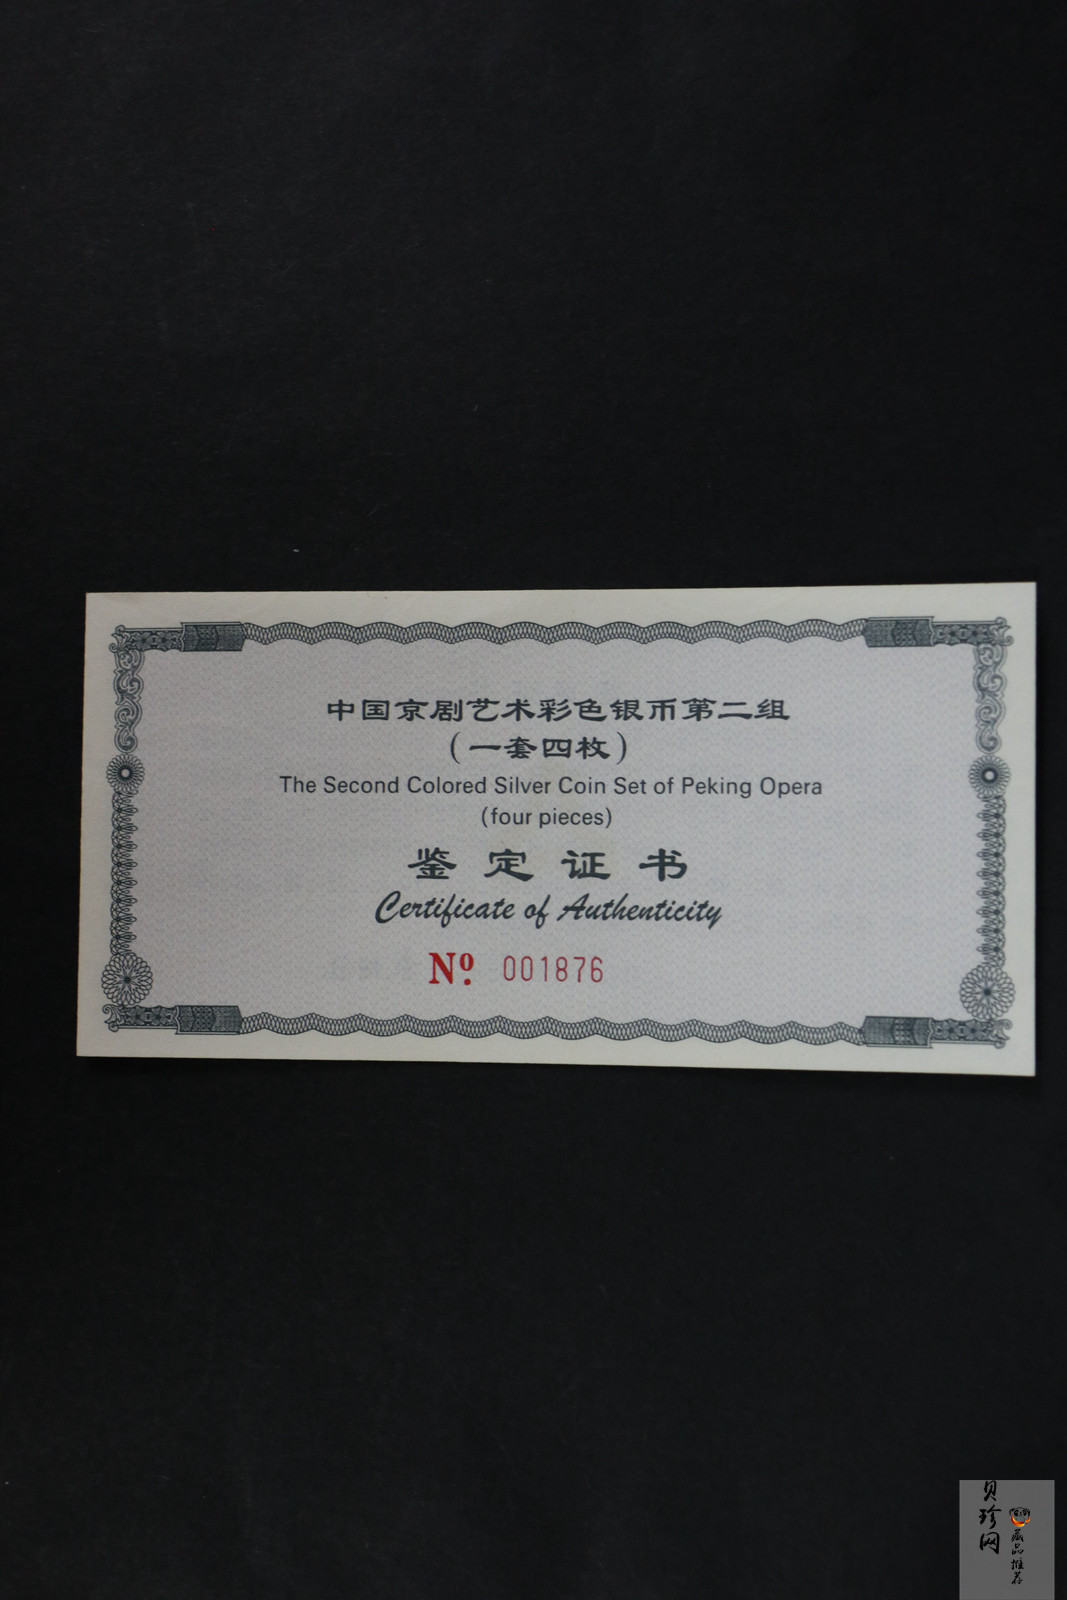 中国京剧艺术彩色银币第二组
(一套四枚)
The Second Colored Silver Coin Set of Peking Opera
(four pieces)
鉴定证书
Certificate of Authenticity
Nº. 001876
贝珍网
藏品推荐